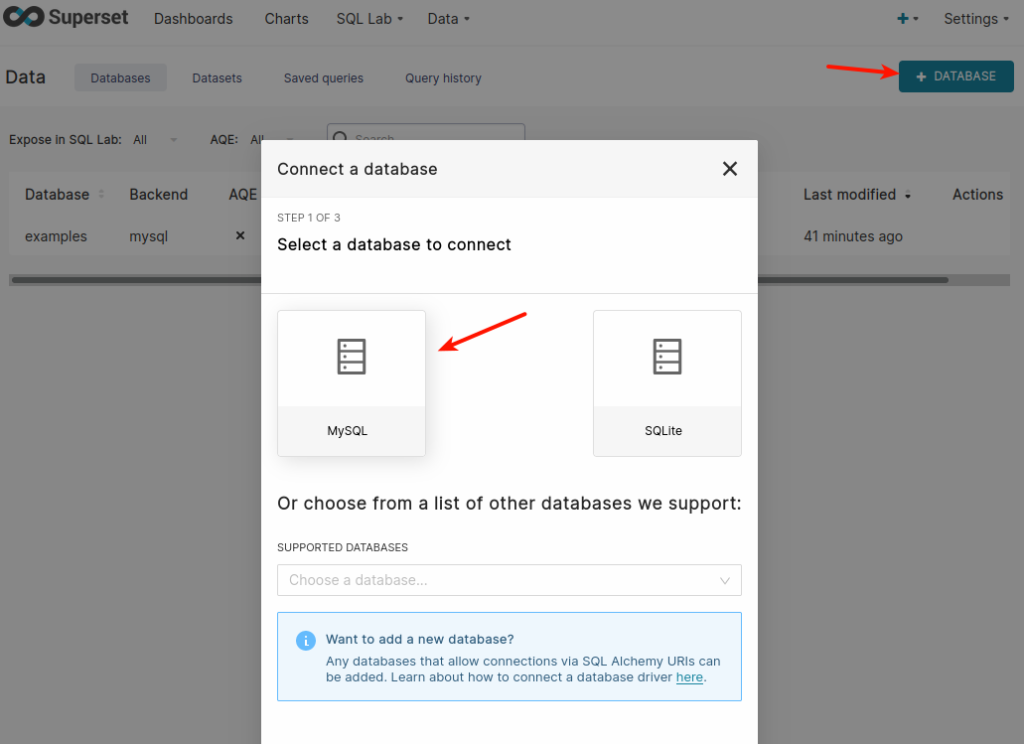 Superset Dashboards Charts SQL Lab Data + Settings
Data Databases Datasets Saved queries Query history + DATABASE
Expose in SQL Lab: All AQE: All Search
Database Backend AQE Last modified Actions
examples mysql × 41 minutes ago
Connect a database
STEP 1 OF 3
Select a database to connect
MySQL SQLite
Or choose from a list of other databases we support:
SUPPORTED DATABASES
Choose a database...
Want to add a new database?
Any databases that allow connections via SQL Alchemy URIs can
be added. Learn about how to connect a database driver here.